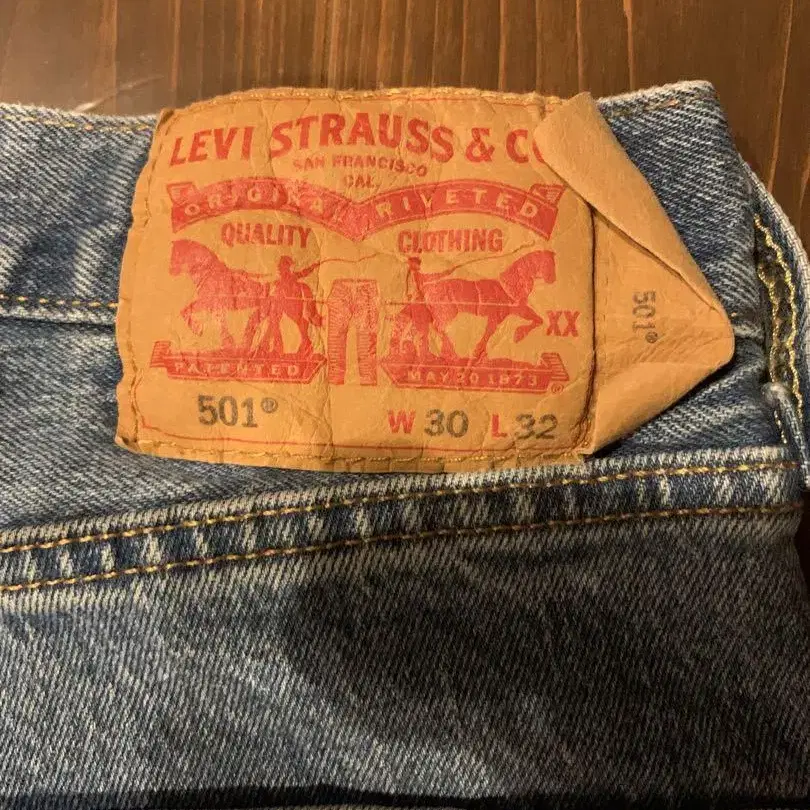 LEVI STRAUSS & CO
SAN FRANCISCO
CAL.
ORIGINAL RIVETED
QUALITY CLOTHING
XX
PATENTED MAY 20 1873 ®
501® W 30 L 32
501®